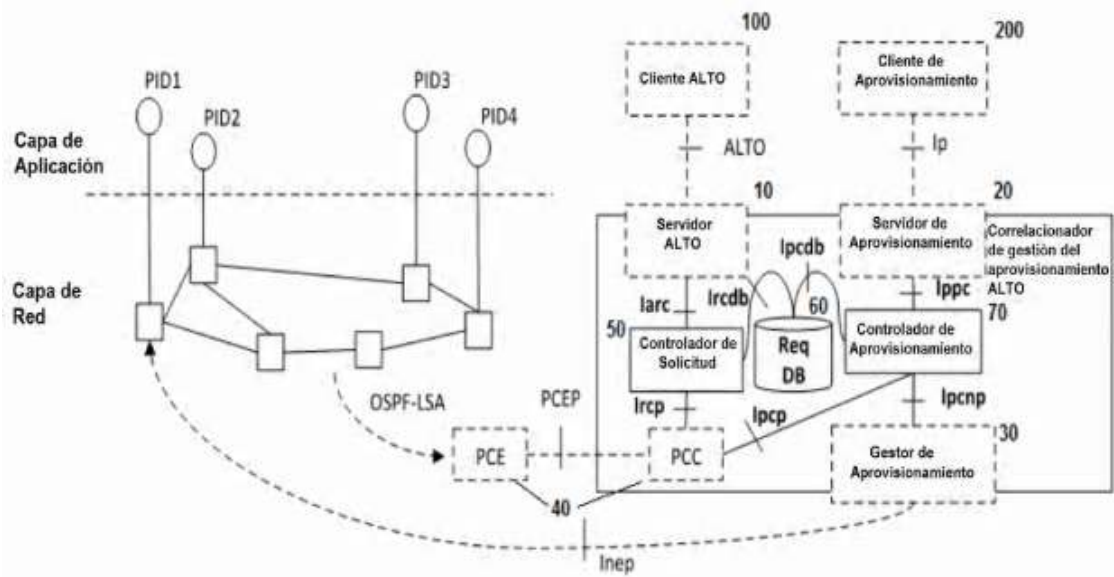 100
200
Cliente ALTO
Cliente de
Aprovisionamiento
PID1
PID2
PID3
PID4
Capa de
Aplicación
ALTO
Ip
10
20
Servidor
ALTO
Servidor de
Aprovisionamiento
Correlacionador
de gestión del
aprovisionamiento
ALTO
Ipcdb
Capa de
Red
Iarc
Ircdb
60
Ippc
70
50
Controlador de
Solicitud
Req
DB
Controlador de
Aprovisionamiento
OSPF-LSA
PCEP
Ircp
Ipcp
Ipcnp
30
PCE
PCC
Gestor de
Aprovisionamiento
40
Inep